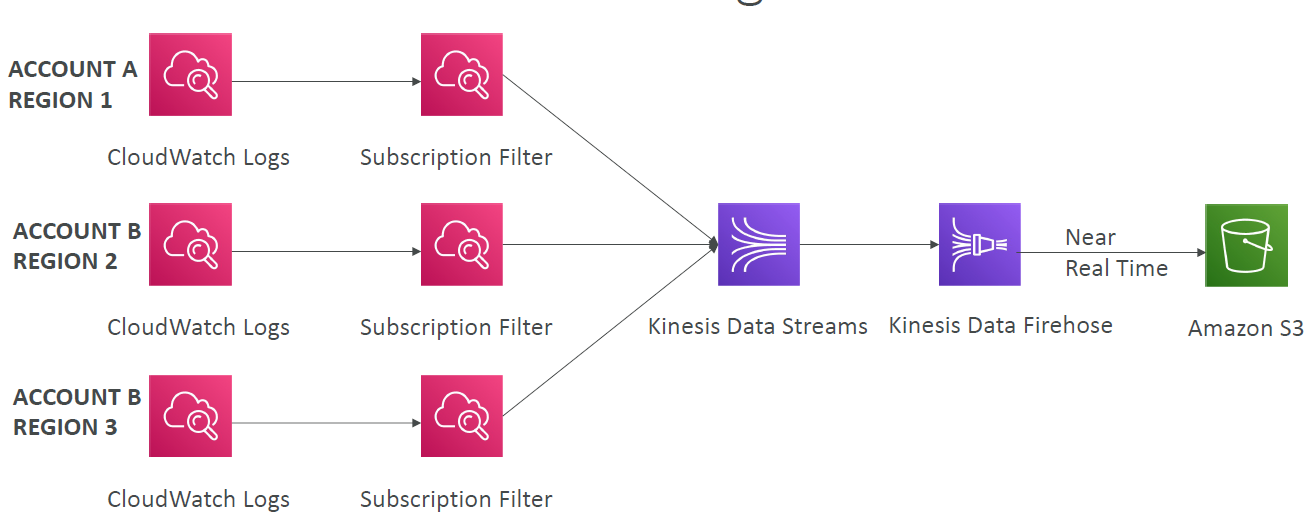 ACCOUNT A
REGION 1
CloudWatch Logs
Subscription Filter
ACCOUNT B
REGION 2
CloudWatch Logs
Subscription Filter
Kinesis Data Streams
Kinesis Data Firehose
Near
Real Time
Amazon S3
ACCOUNT B
REGION 3
CloudWatch Logs
Subscription Filter